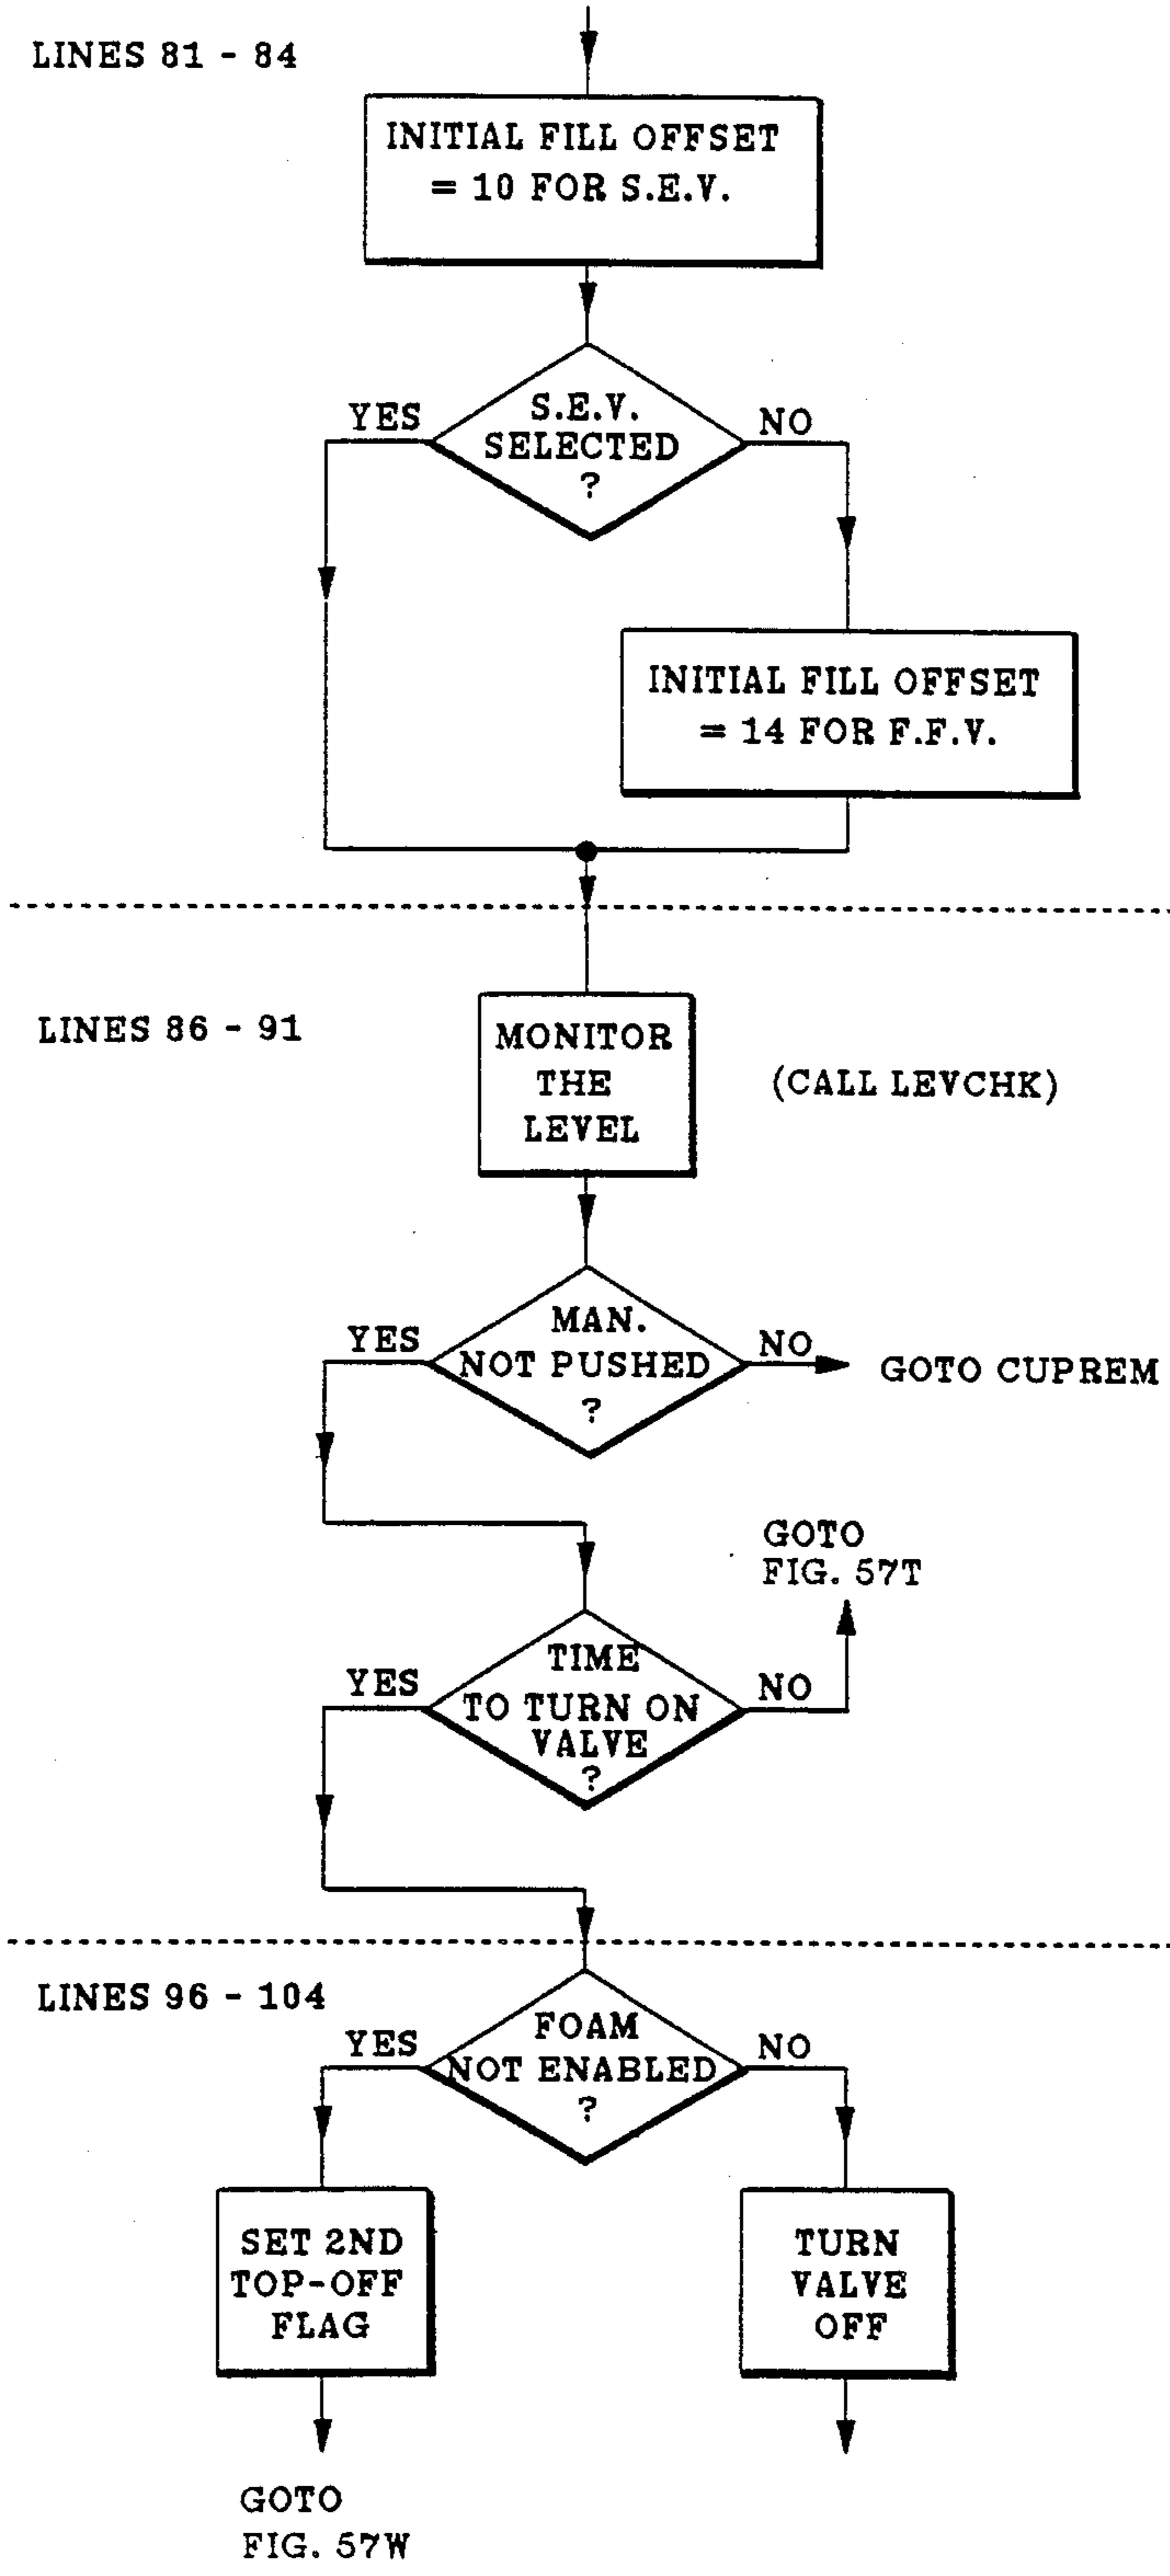 LINES 81 - 84
INITIAL FILL OFFSET
= 10 FOR S.E.V.
YES
S.E.V.
SELECTED
?
NO
INITIAL FILL OFFSET
= 14 FOR F.F.V.
LINES 86 - 91
MONITOR
THE
LEVEL
(CALL LEVCHK)
YES
MAN.
NOT PUSHED
?
NO
GOTO CUPREM
GOTO
FIG. 57T
YES
TIME
TO TURN ON
VALVE
?
NO
LINES 96 - 104
YES
FOAM
NOT ENABLED
?
NO
SET 2ND
TOP-OFF
FLAG
TURN
VALVE
OFF
GOTO
FIG. 57W